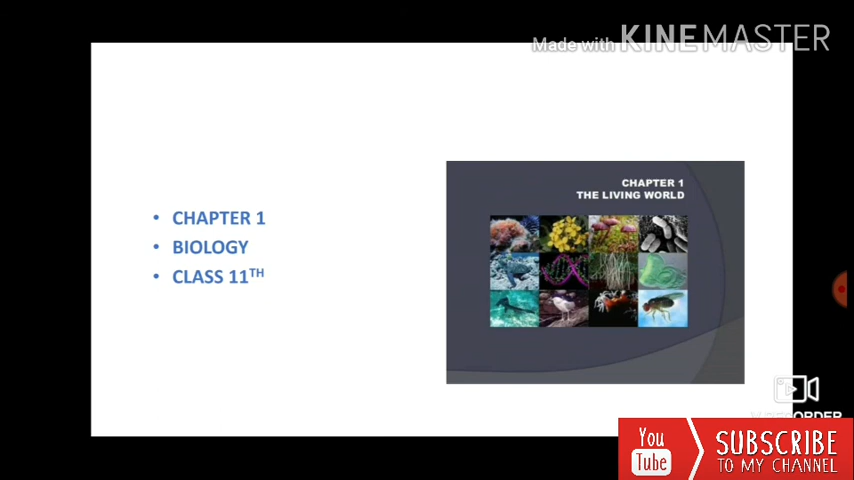 Made with KINEMASTER
• CHAPTER 1
• BIOLOGY
• CLASS 11TH
CHAPTER 1
THE LIVING WORLD
RECORDER
You
Tube
SUBSCRIBE
TO MY CHANNEL